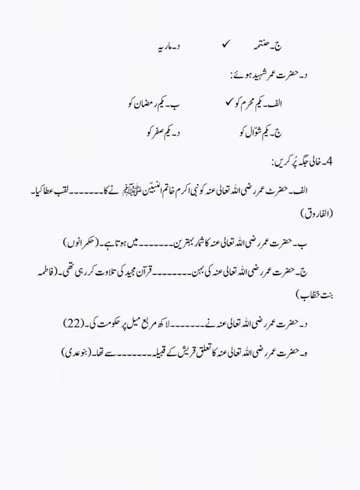 ج۔ حنتمہ ✓ د۔ ماریہ
د۔ حضرت عمر شہید ہوئے:
الف۔ یکم محرم کو ✓ ب۔ یکم رمضان کو
ج۔ یکم شوال کو د۔ یکم صفر کو
4۔ خالی جگہ پُر کریں:
الف۔ حضرت عمر رضی اللہ تعالی عنہ کو نبی اکرم خاتم النبیّن ﷺ نے کا۔۔۔۔۔۔۔ لقب عطا کیا۔
(الفاروق)
ب۔ حضرت عمر رضی اللہ تعالی عنہ کا شمار بہترین۔۔۔۔۔۔۔ میں ہوتا ہے۔ (حکمرانوں)
ج۔ حضرت عمر رضی اللہ تعالی عنہ کی بہن۔۔۔۔۔۔۔۔ قرآن مجید کی تلاوت کر رہی تھی۔ (فاطمہ
بنت خطاب)
د۔ حضرت عمر رضی اللہ تعالی عنہ نے۔۔۔۔۔۔۔ لاکھ مربع میل پر حکومت کی۔ (22)
ہ۔ حضرت عمر رضی اللہ تعالی عنہ کا تعلق قریش کے قبیلہ۔۔۔۔۔۔۔ سے تھا۔ (بنو عدی)